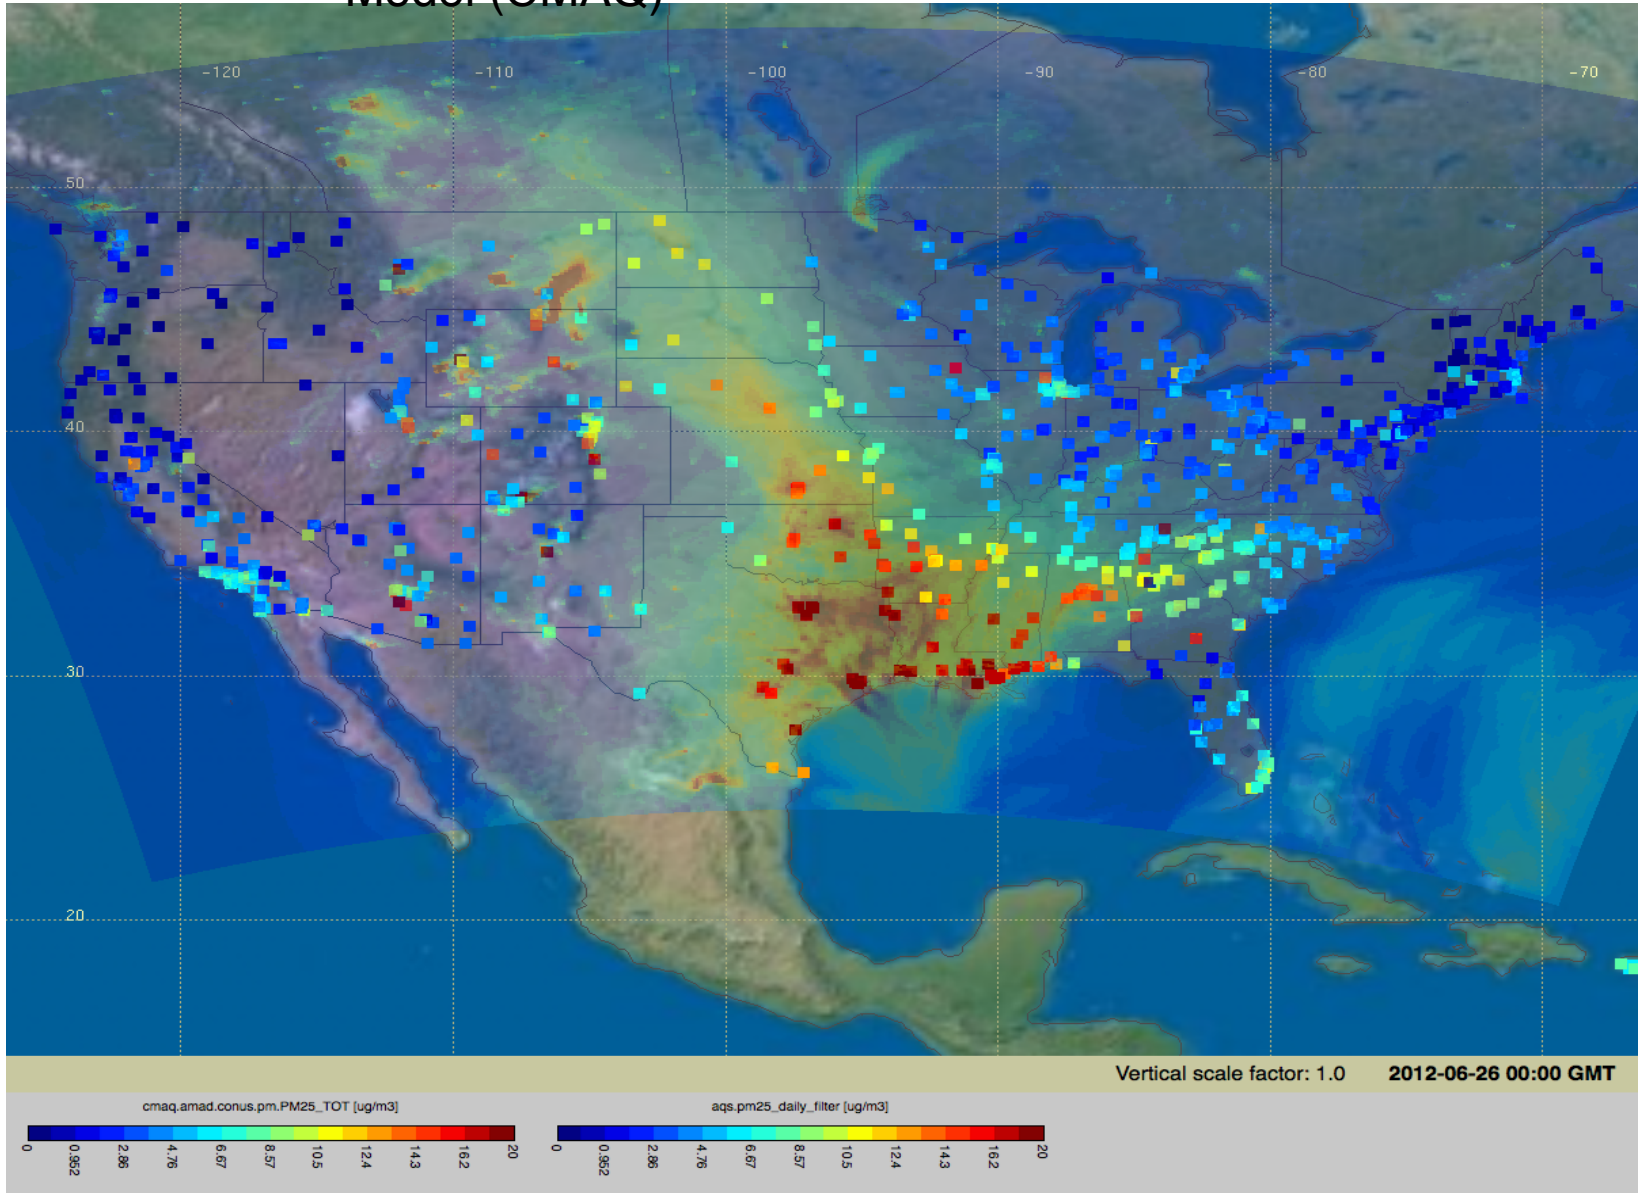 Model (CMAQ)
-120 -110 -100 -90 -80 -70
50
40
30
20
Vertical scale factor: 1.0 2012-06-26 00:00 GMT
cmaq.amad.conus.pm.PM25_TOT [ug/m3] aqs.pm25_daily_filter [ug/m3]
0 0.952 2.86 4.76 6.67 8.57 10.5 12.4 14.3 16.2 20 0 0.952 2.86 4.76 6.67 8.57 10.5 12.4 14.3 16.2 20